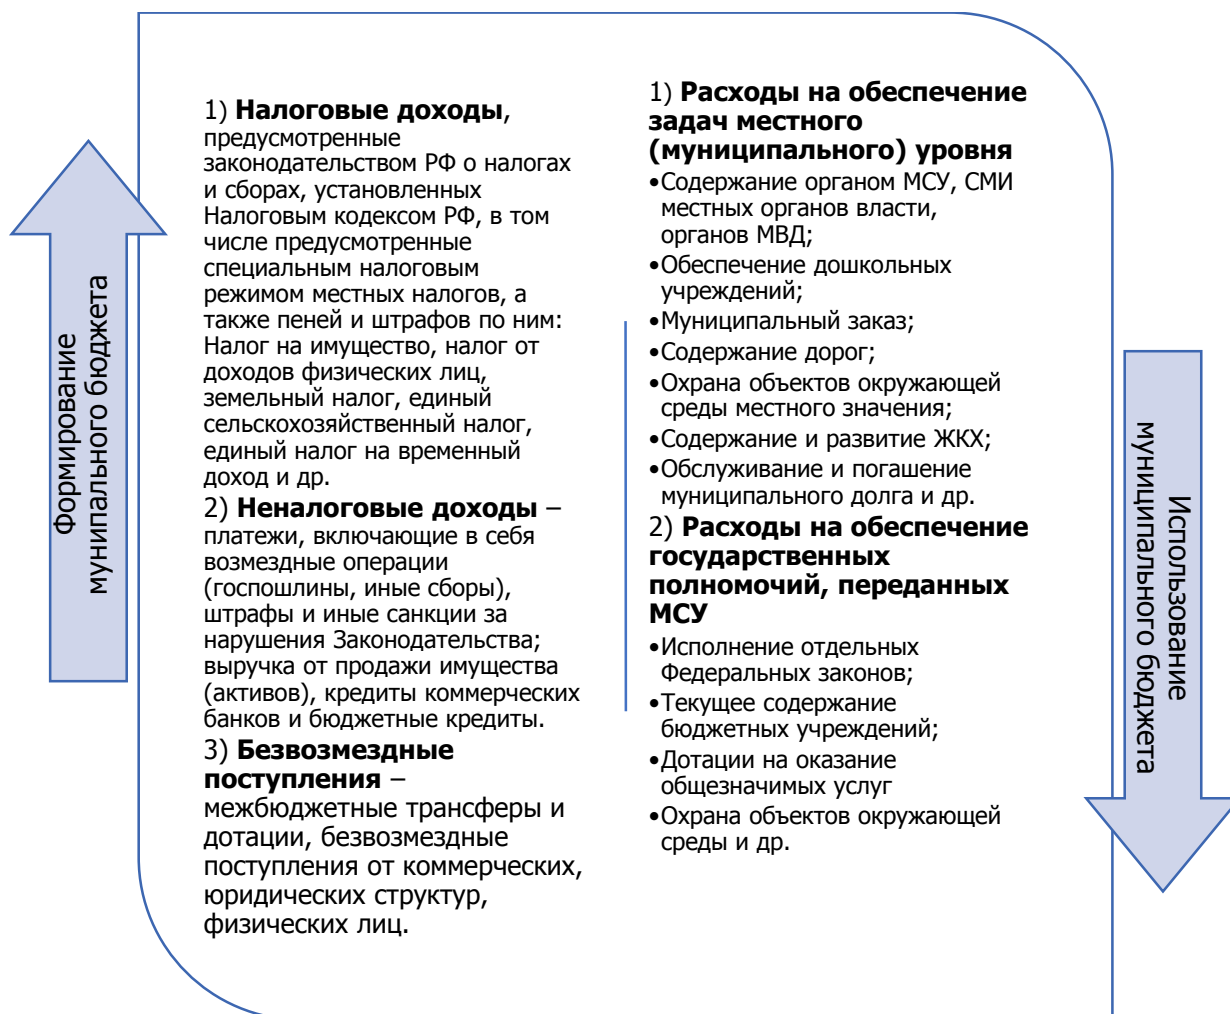 Формирование
мунипального бюджета
1) Налоговые доходы,
предусмотренные
законодательством РФ о налогах
и сборах, установленных
Налоговым кодексом РФ, в том
числе предусмотренные
специальным налоговым
режимом местных налогов, а
также пеней и штрафов по ним:
Налог на имущество, налог от
доходов физических лиц,
земельный налог, единый
сельскохозяйственный налог,
единый налог на временный
доход и др.
2) Неналоговые доходы –
платежи, включающие в себя
возмездные операции
(госпошлины, иные сборы),
штрафы и иные санкции за
нарушения Законодательства;
выручка от продажи имущества
(активов), кредиты коммерческих
банков и бюджетные кредиты.
3) Безвозмездные
поступления –
межбюджетные трансферы и
дотации, безвозмездные
поступления от коммерческих,
юридических структур,
физических лиц.
1) Расходы на обеспечение
задач местного
(муниципального) уровня
•Содержание органом МСУ, СМИ
местных органов власти,
органов МВД;
•Обеспечение дошкольных
учреждений;
•Муниципальный заказ;
•Содержание дорог;
•Охрана объектов окружающей
среды местного значения;
•Содержание и развитие ЖКХ;
•Обслуживание и погашение
муниципального долга и др.
2) Расходы на обеспечение
государственных
полномочий, переданных
МСУ
•Исполнение отдельных
Федеральных законов;
•Текущее содержание
бюджетных учреждений;
•Дотации на оказание
общезначимых услуг
•Охрана объектов окружающей
среды и др.
Использование
муниципального бюджета